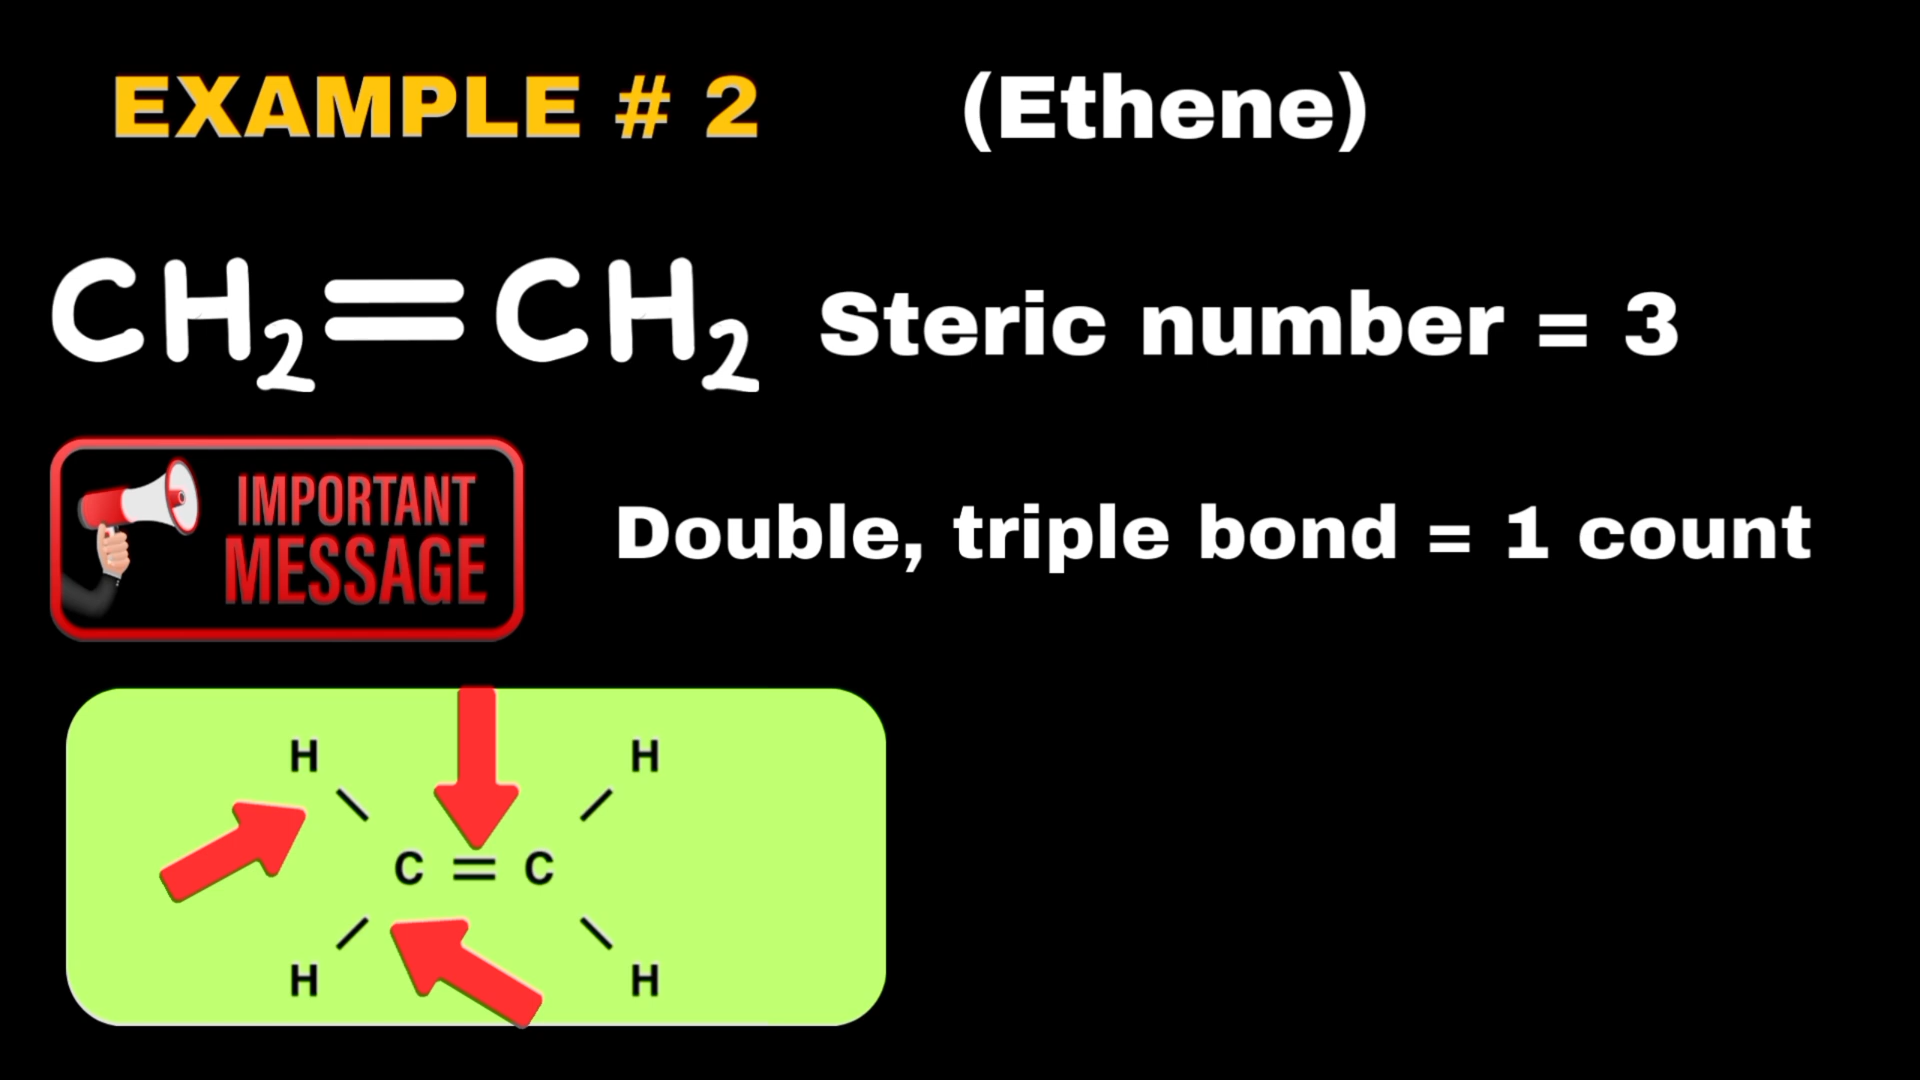 EXAMPLE # 2 (Ethene)
CH₂=CH₂ Steric number = 3
IMPORTANT
MESSAGE
Double, triple bond = 1 count
H H
C = C
H H